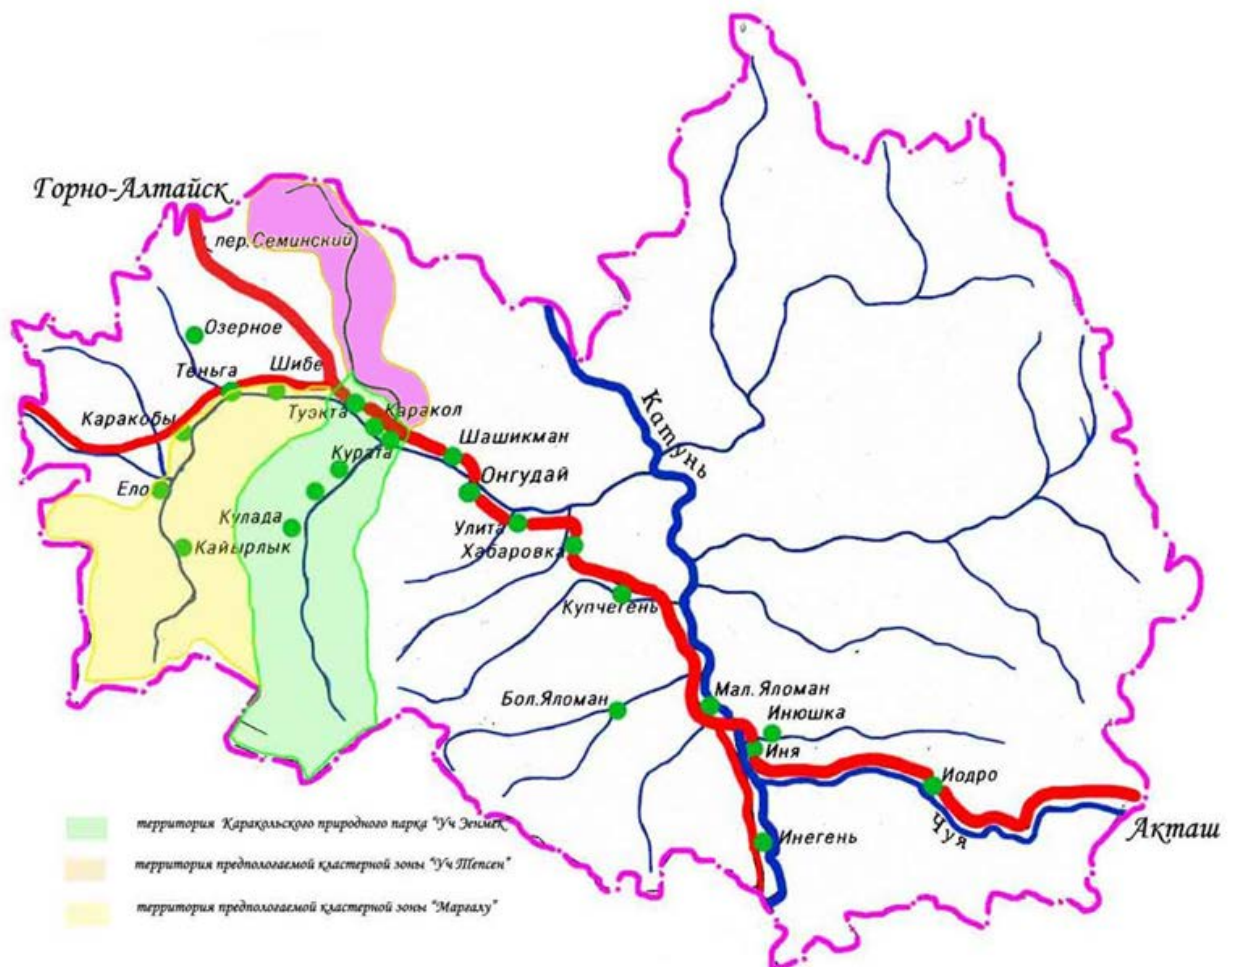 Горно-Алтайск
пер.Семинский
Озерное
Шибе
Теньга
Каракобы
Туэкта
Каракол
Катунь
Шашикман
Курата
Онгудай
Ело
Кулада
Улита
Кайырлык
Хабаровка
Купчегень
Бол.Яломан
Мал.Яломан
Инюшка
Иня
Иодро
Чуя
Акташ
Инегень
территория Каракольского природного парка "Уч Энмек"
территория предпологаемой кластерной зоны "Уч Тепсен"
территория предпологаемой кластерной зоны "Маргалу"